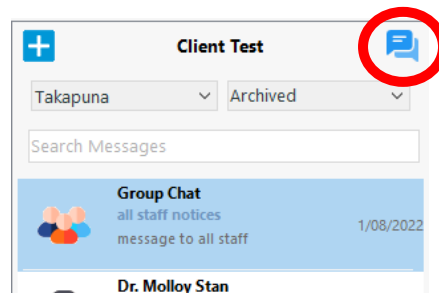 Client Test
Takapuna Archived
Search Messages
Group Chat
all staff notices
1/08/2022
message to all staff
Dr. Molloy Stan